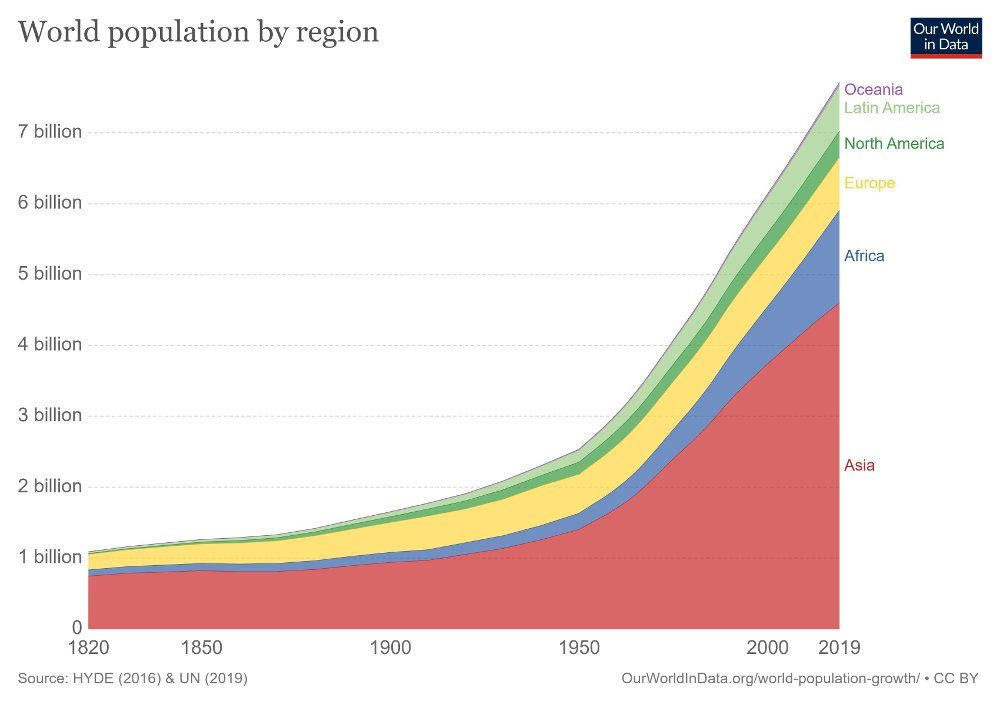 World population by region
Our World
in Data
7 billion
6 billion
5 billion
4 billion
3 billion
2 billion
1 billion
0
Oceania
Latin America
North America
Europe
Africa
Asia
1820 1850 1900 1950 2000 2019
Source: HYDE (2016) & UN (2019)
OurWorldInData.org/world-population-growth/ • CC BY